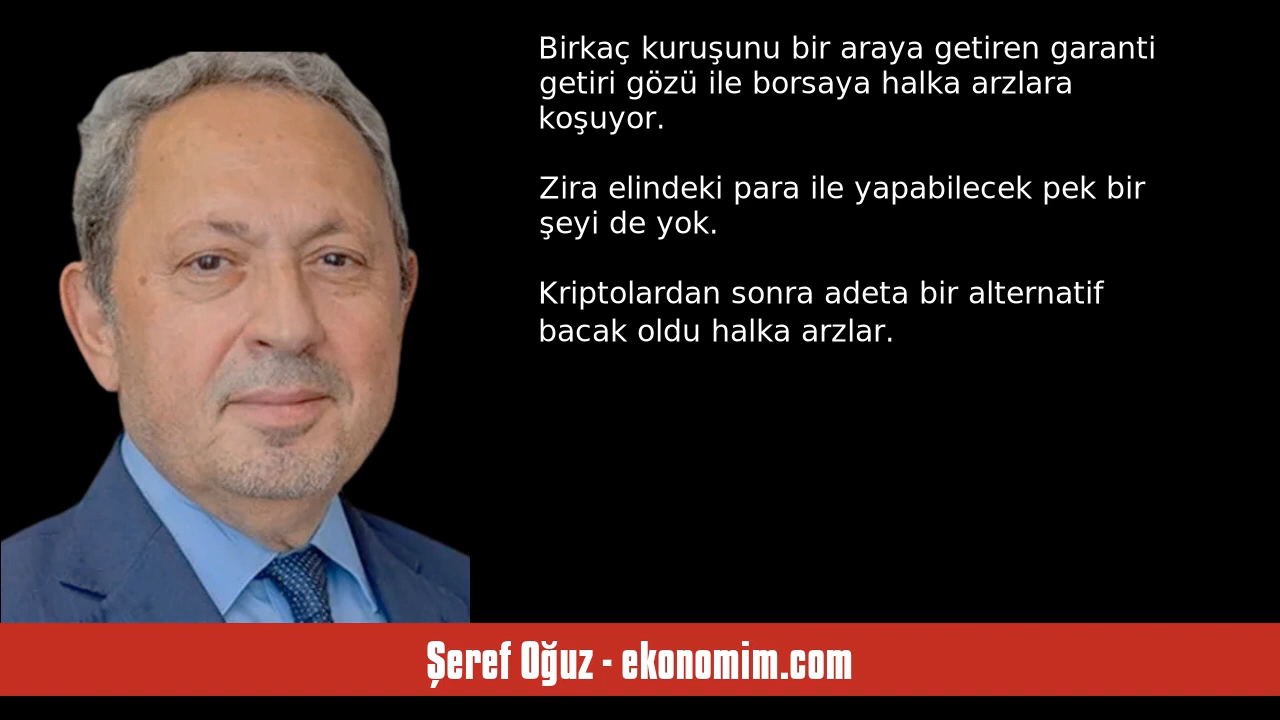 Birkaç kuruşunu bir araya getiren garanti
getiri gözü ile borsaya halka arzlara
koşuyor.
Zira elindeki para ile yapabilecek pek bir
şeyi de yok.
Kriptolardan sonra adeta bir alternatif
bacak oldu halka arzlar.
Şeref Oğuz - ekonomim.com